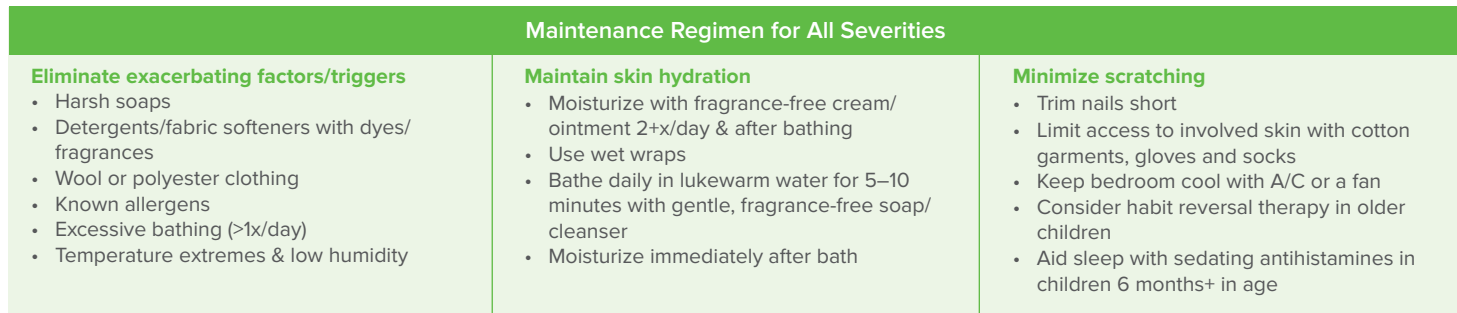 Maintenance Regimen for All Severities
Eliminate exacerbating factors/triggers
• Harsh soaps
• Detergents/fabric softeners with dyes/
fragrances
• Wool or polyester clothing
• Known allergens
• Excessive bathing (>1x/day)
• Temperature extremes & low humidity
Maintain skin hydration
• Moisturize with fragrance-free cream/
ointment 2+x/day & after bathing
• Use wet wraps
• Bathe daily in lukewarm water for 5–10
minutes with gentle, fragrance-free soap/
cleanser
• Moisturize immediately after bath
Minimize scratching
• Trim nails short
• Limit access to involved skin with cotton
garments, gloves and socks
• Keep bedroom cool with A/C or a fan
• Consider habit reversal therapy in older
children
• Aid sleep with sedating antihistamines in
children 6 months+ in age